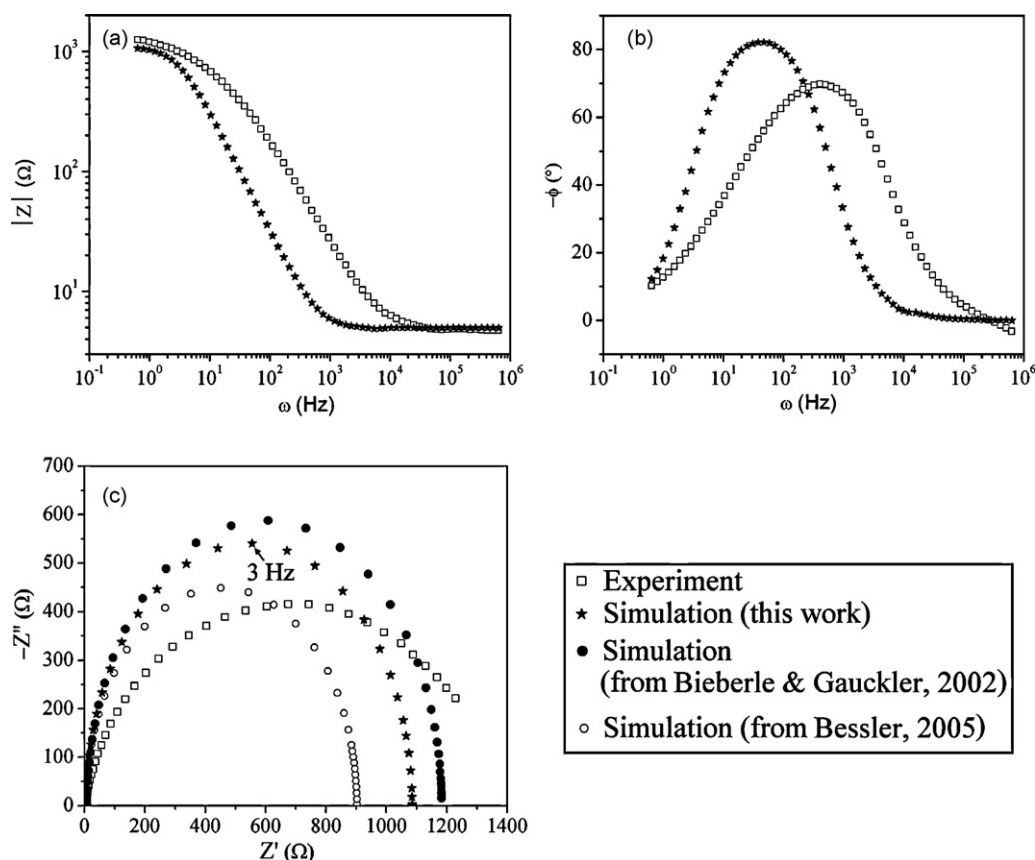 (a)
10³
10²
10¹
|Z| (Ω)
10⁻¹ 10⁰ 10¹ 10² 10³ 10⁴ 10⁵ 10⁶
ω (Hz)
(b)
80
60
40
20
0
−ϕ (°)
10⁻¹ 10⁰ 10¹ 10² 10³ 10⁴ 10⁵ 10⁶
ω (Hz)
(c)
700
600
500
400
300
200
100
0
−Z″ (Ω)
3 Hz
0 200 400 600 800 1000 1200 1400
Z′ (Ω)
Experiment
Simulation (this work)
Simulation
(from Bieberle & Gauckler, 2002)
Simulation (from Bessler, 2005)